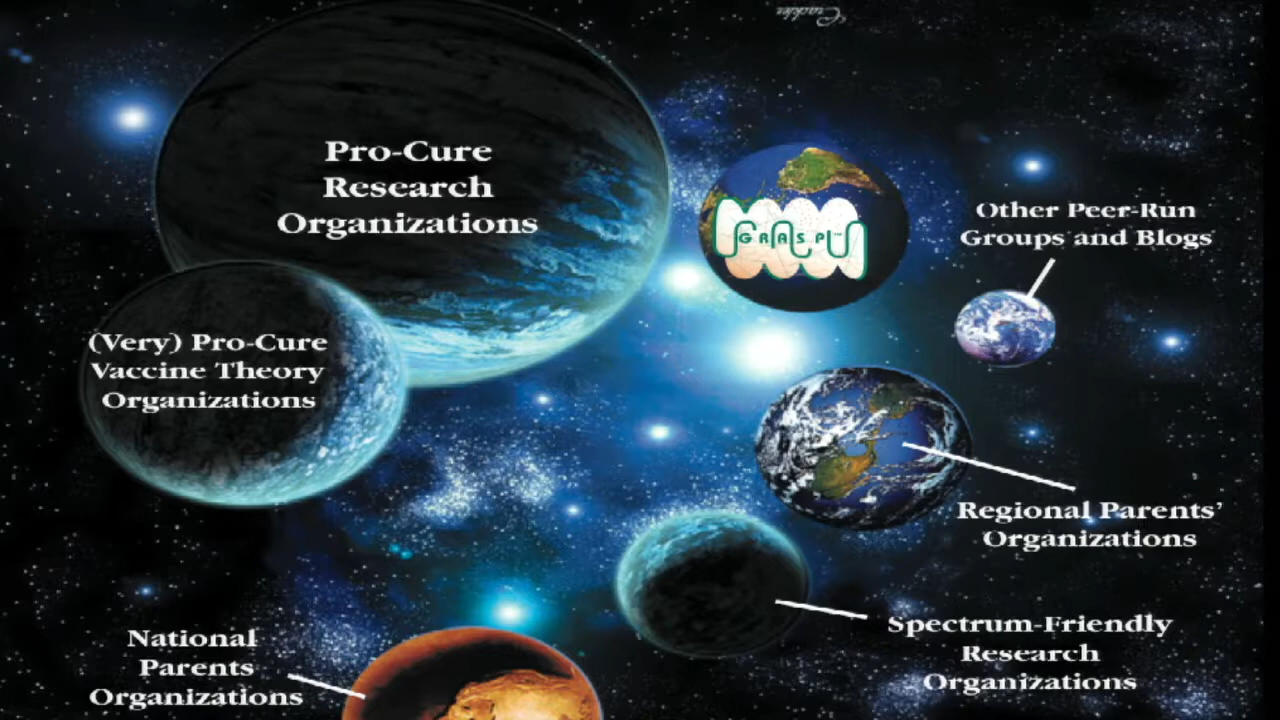 Pro-Cure
Research
Organizations
GRASP™
Other Peer-Run
Groups and Blogs
(Very) Pro-Cure
Vaccine Theory
Organizations
Regional Parents’
Organizations
Spectrum-Friendly
Research
Organizations
National
Parents
Organizations